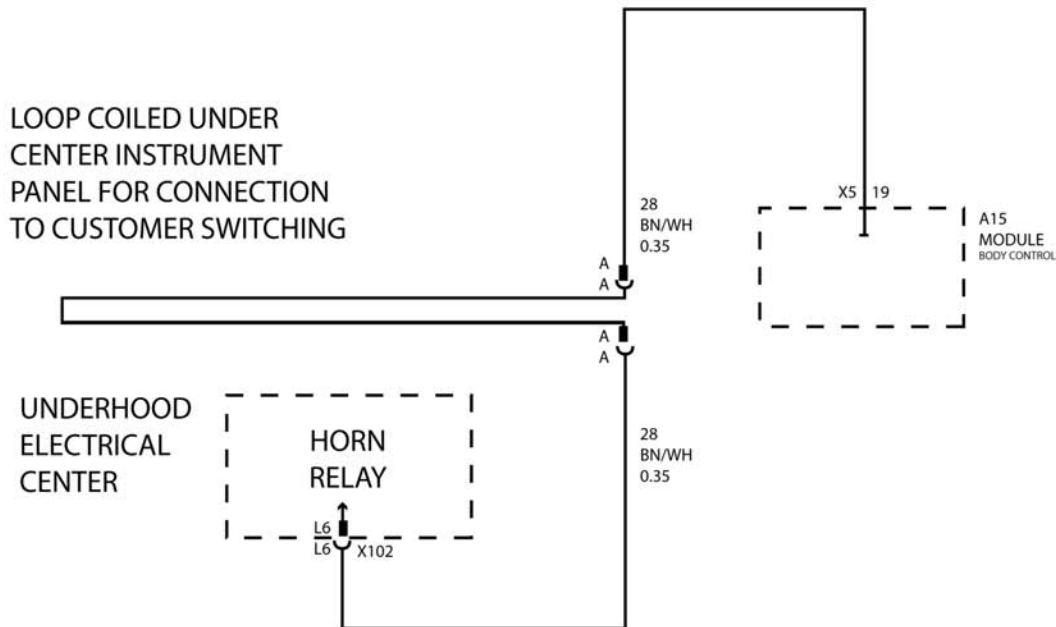 LOOP COILED UNDER
CENTER INSTRUMENT
PANEL FOR CONNECTION
TO CUSTOMER SWITCHING
28
BN/WH
0.35
X5
19
A15
MODULE
BODY CONTROL
A
A
A
A
UNDERHOOD
ELECTRICAL
CENTER
HORN
RELAY
28
BN/WH
0.35
L6
L6
X102